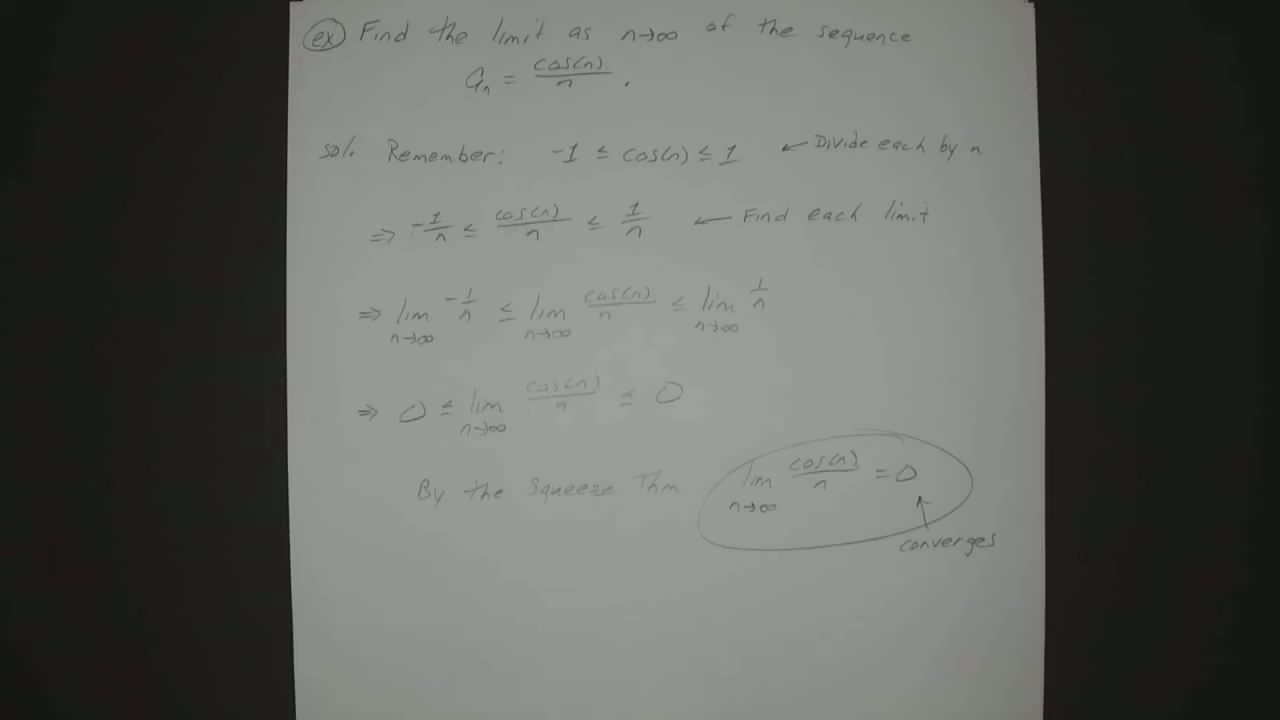 ex Find the limit as n→∞ of the sequence
aₙ = cos(n)/n .
sol. Remember: -1 ≤ cos(n) ≤ 1 ← Divide each by n
⇒ -1/n ≤ cos(n)/n ≤ 1/n ← Find each limit
⇒ lim n→∞ -1/n ≤ lim n→∞ cos(n)/n ≤ lim n→∞ 1/n
⇒ 0 ≤ lim n→∞ cos(n)/n ≤ 0
By the Squeeze Thm lim n→∞ cos(n)/n = 0
converges